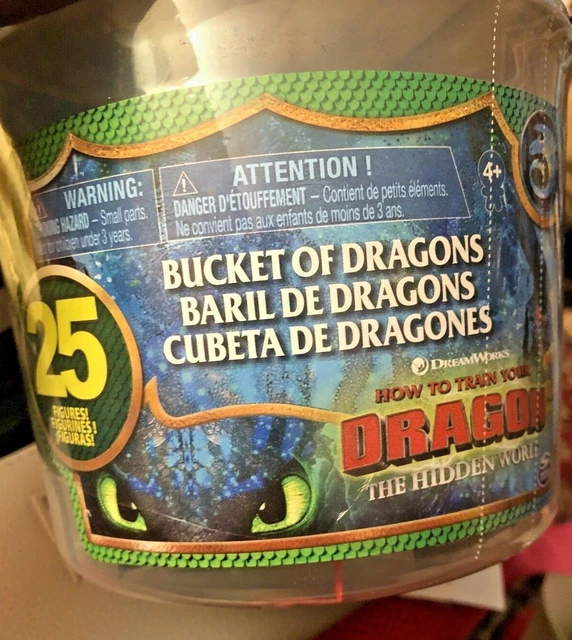 WARNING:
HAZARD – Small parts.
children under 3 years.
ATTENTION !
DANGER D'ÉTOUFFEMENT – Contient de petits éléments.
Ne convient pas aux enfants de moins de 3 ans.
4+
BUCKET OF DRAGONS
BARIL DE DRAGONS
CUBETA DE DRAGONES
25
FIGURES!
FIGURINES!
FIGURAS!
DREAMWORKS
HOW TO TRAIN YOUR
DRAGON
THE HIDDEN WORL